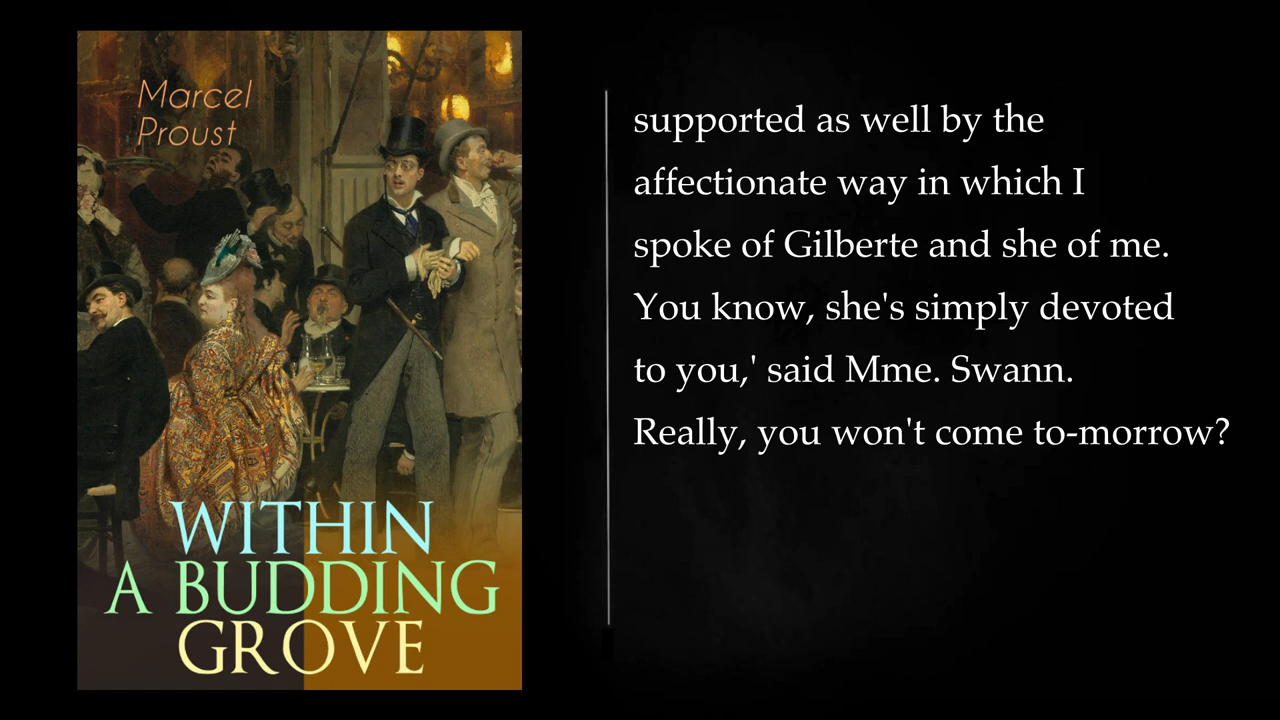 Marcel
Proust
WITHIN
A BUDDING
GROVE
supported as well by the
affectionate way in which I
spoke of Gilberte and she of me.
You know, she's simply devoted
to you,' said Mme. Swann.
Really, you won't come to-morrow?